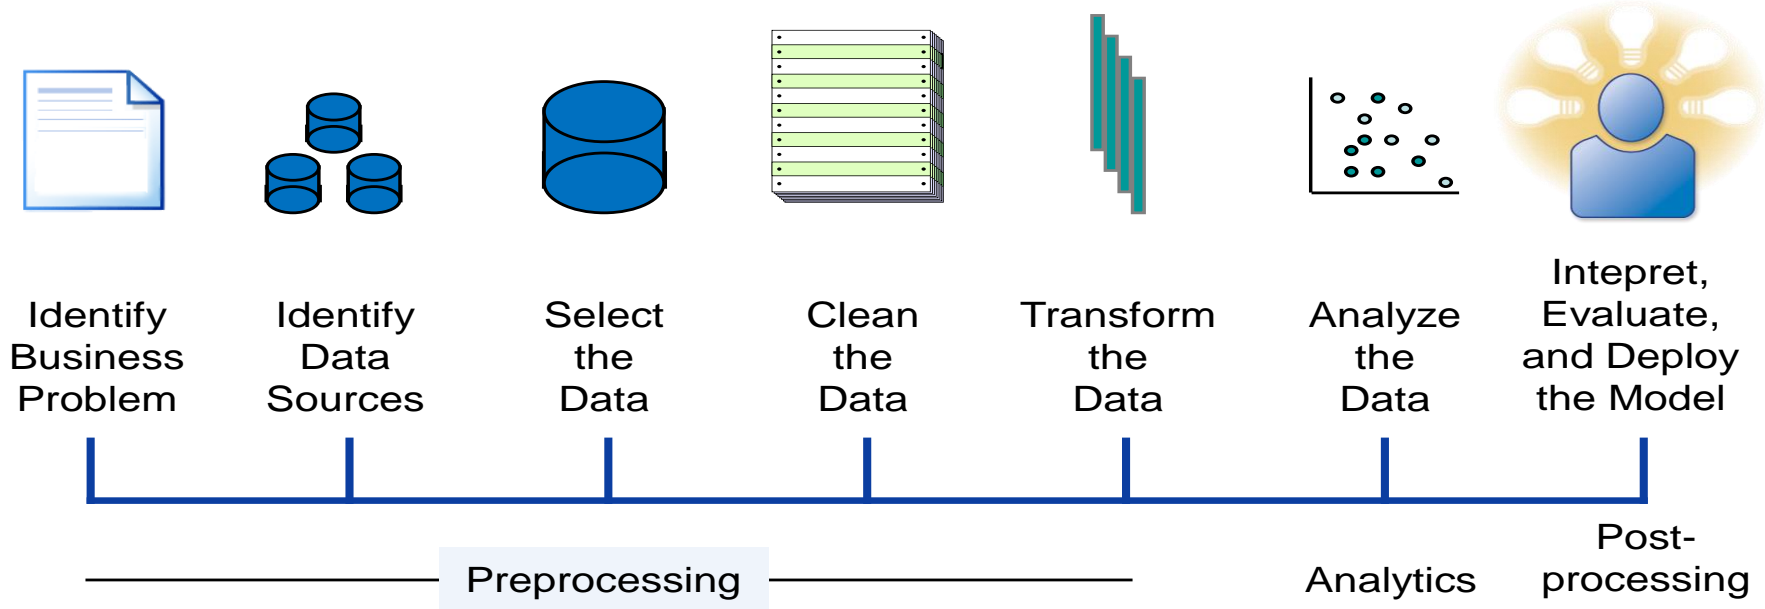 Identify
Business
Problem
Identify
Data
Sources
Select
the
Data
Clean
the
Data
Transform
the
Data
Analyze
the
Data
Intepret,
Evaluate,
and Deploy
the Model
Preprocessing
Analytics
Post-
processing